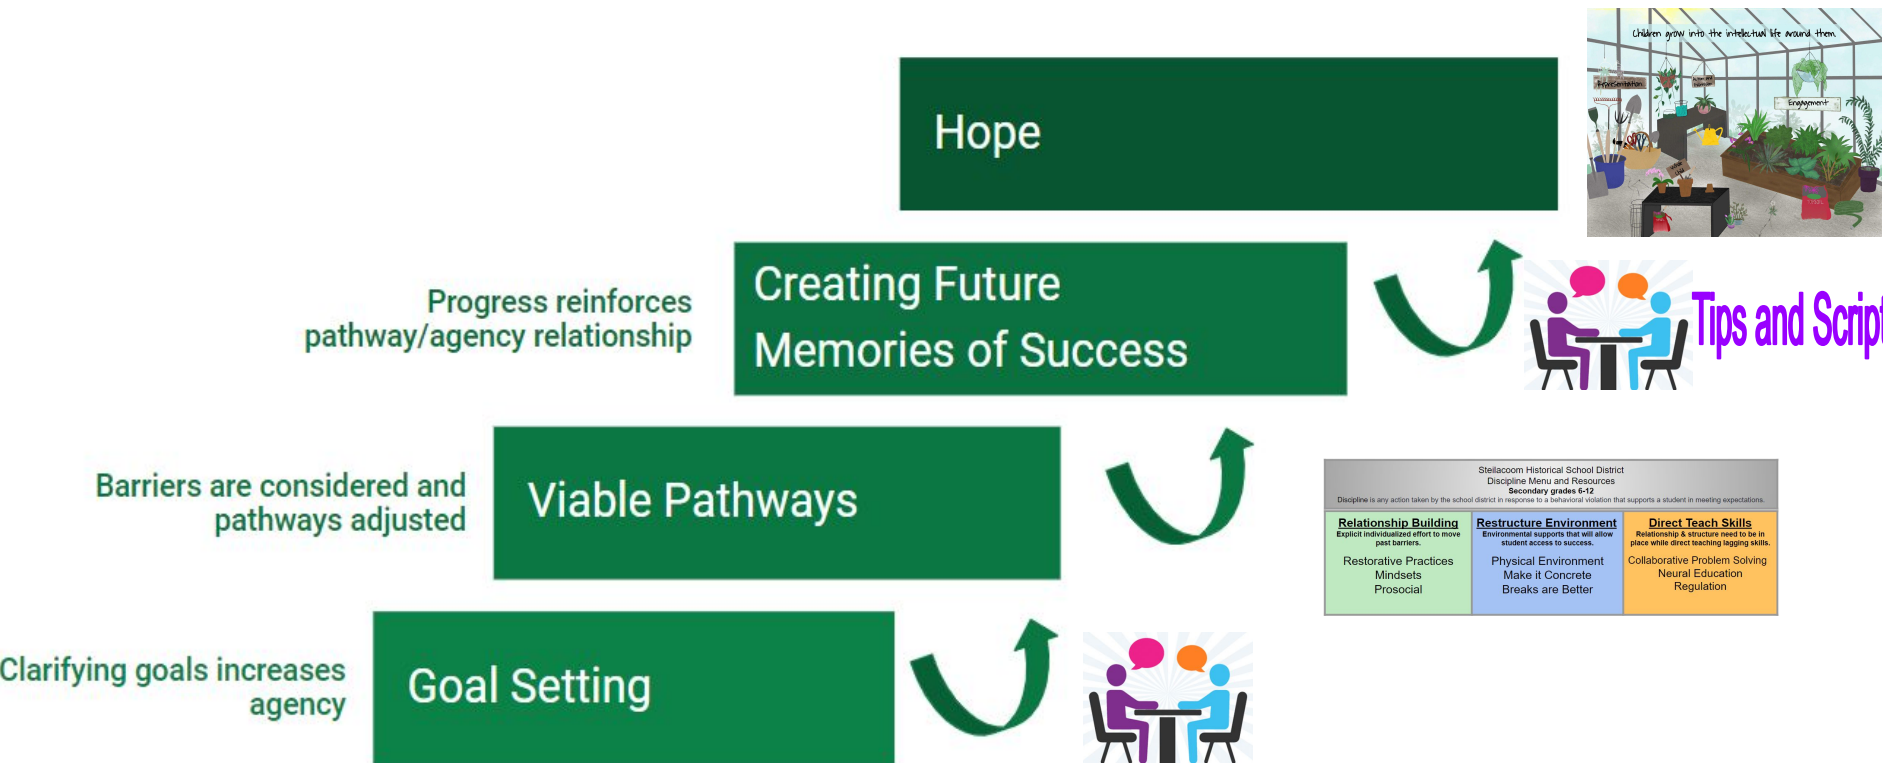 Children grow into the intellectual life around them.
Representation
Engagement
Hope
Progress reinforces
pathway/agency relationship
Creating Future
Memories of Success
Tips and Script
Barriers are considered and
pathways adjusted
Viable Pathways
Steilacoom Historical School District
Discipline Menu and Resources
Secondary grades 6-12
Discipline is any action taken by the school district in response to a behavioral violation that supports a student in meeting expectations.
Relationship Building
Explicit individualized effort to move
past barriers.
Restorative Practices
Mindsets
Prosocial
Restructure Environment
Environmental supports that will allow
student access to success.
Physical Environment
Make it Concrete
Breaks are Better
Direct Teach Skills
Relationship & structure need to be in
place while direct teaching lagging skills.
Collaborative Problem Solving
Neural Education
Regulation
Clarifying goals increases
agency
Goal Setting